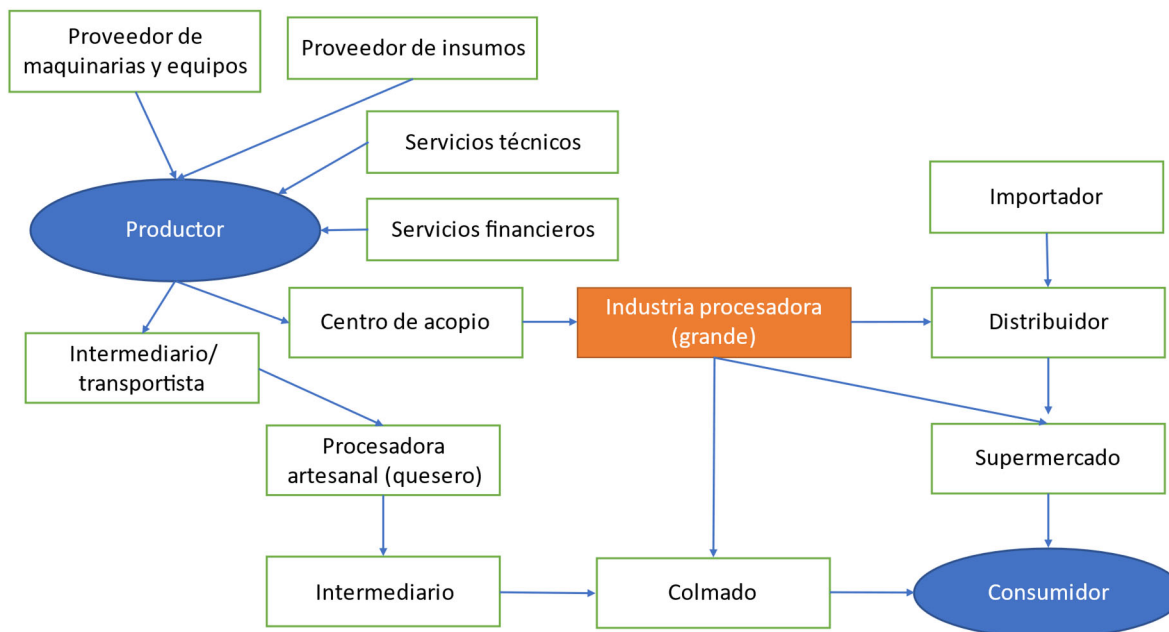 Proveedor de
maquinarias y equipos
Proveedor de insumos
Servicios técnicos
Importador
Productor
Servicios financieros
Centro de acopio
Industria procesadora
(grande)
Distribuidor
Intermediario/
transportista
Procesadora
artesanal (quesero)
Supermercado
Intermediario
Colmado
Consumidor